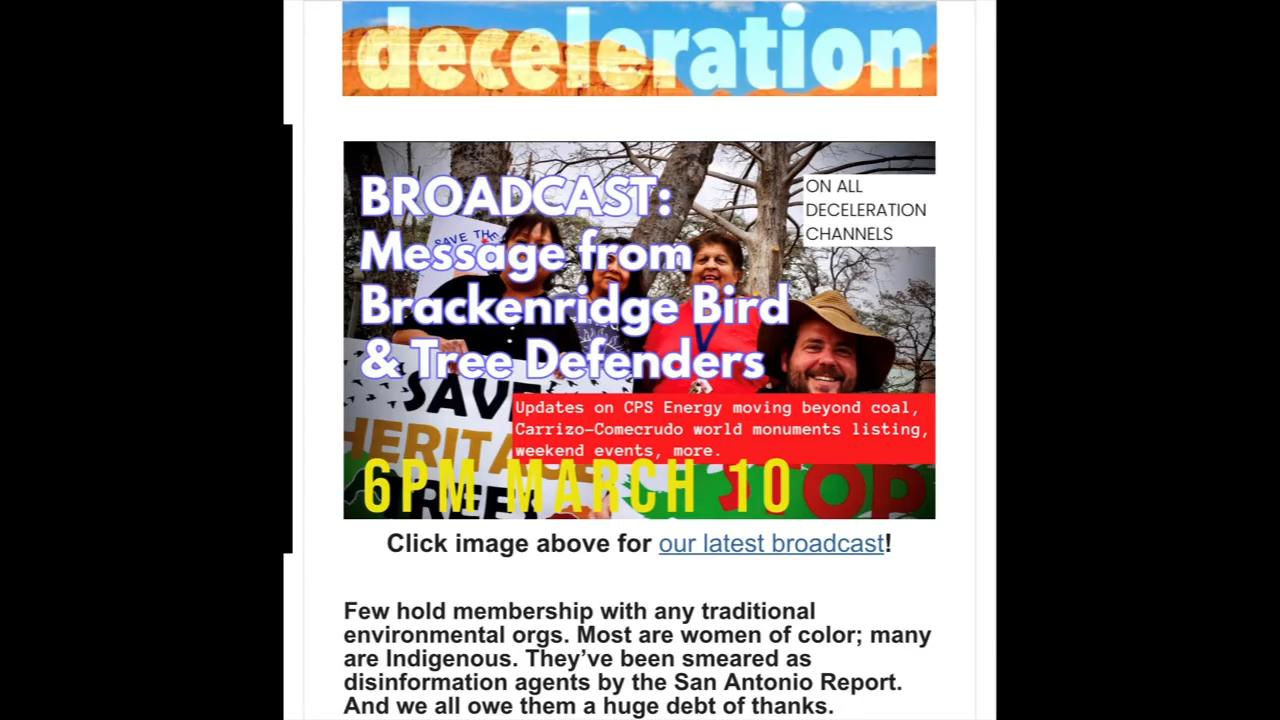 deceleration
BROADCAST:
Message from
Brackenridge Bird
& Tree Defenders
ON ALL
DECELERATION
CHANNELS
SAVE THE
SAVE
HERITAGE
TREES
STOP
Updates on CPS Energy moving beyond coal,
Carrizo-Comecrudo world monuments listing,
weekend events, more.
6PM MARCH 10
Click image above for our latest broadcast!
Few hold membership with any traditional
environmental orgs. Most are women of color; many
are Indigenous. They’ve been smeared as
disinformation agents by the San Antonio Report.
And we all owe them a huge debt of thanks.